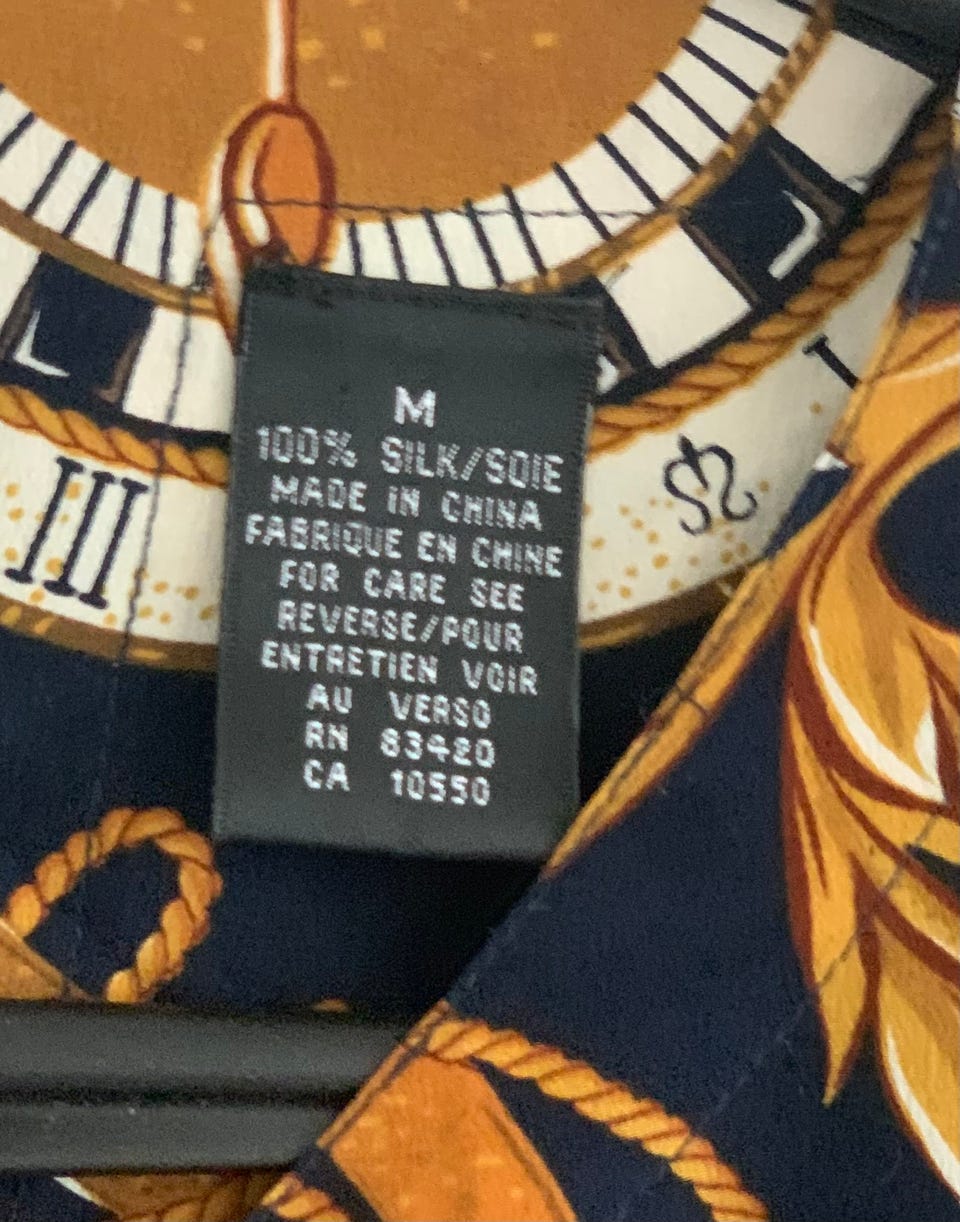 M
100% SILK/SOIE
MADE IN CHINA
FABRIQUE EN CHINE
FOR CARE SEE
REVERSE/POUR
ENTRETIEN VOIR
AU VERSO
RN 83420
CA 10550
III
I